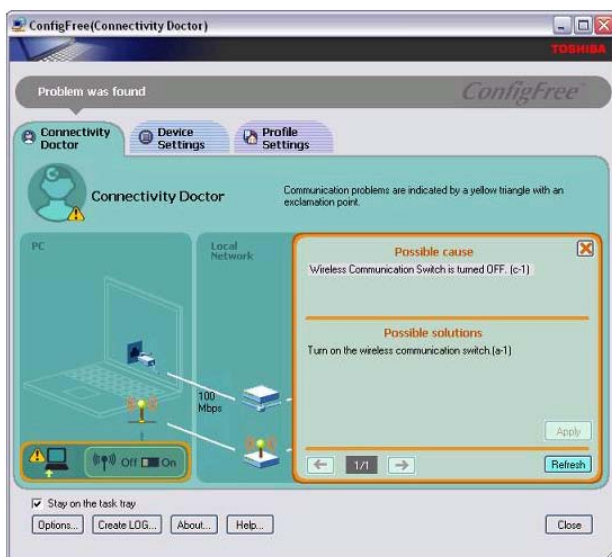 ConfigFree(Connectivity Doctor)
TOSHIBA
Problem was found
ConfigFree™
Connectivity
Doctor
Device
Settings
Profile
Settings
Connectivity Doctor
Communication problems are indicated by a yellow triangle with an
exclamation point.
PC
Local
Network
100
Mbps
Off On
Possible cause
Wireless Communication Switch is turned OFF. (c-1)
Possible solutions
Turn on the wireless communication switch.(a-1)
Apply
1/1
Refresh
Stay on the task tray
Options...
Create LOG...
About...
Help...
Close